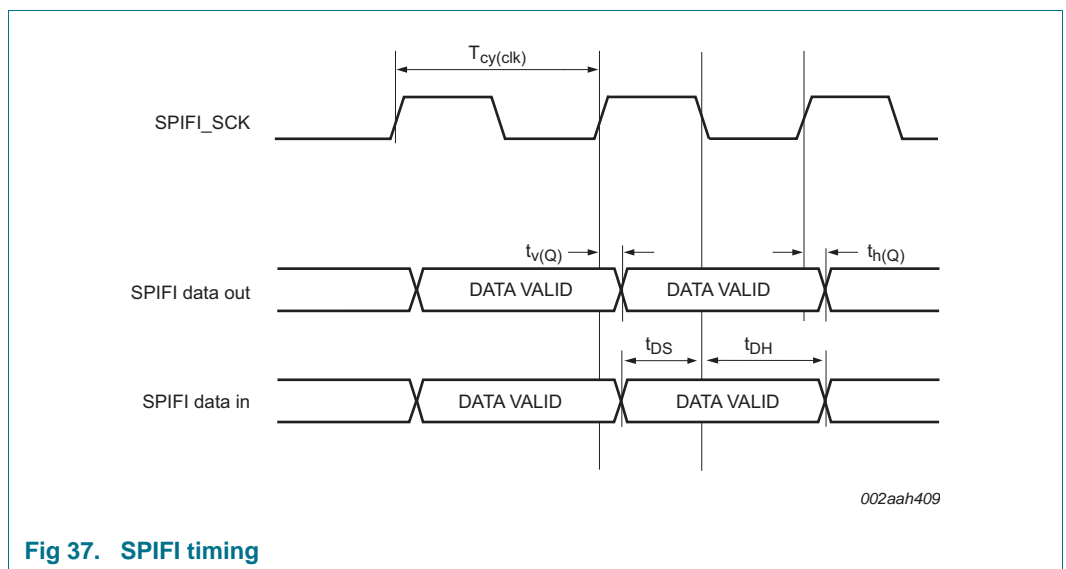 Tcy(clk)
SPIFI_SCK
tv(Q)
th(Q)
SPIFI data out
DATA VALID
DATA VALID
tDS
tDH
SPIFI data in
DATA VALID
DATA VALID
002aah409
Fig 37. SPIFI timing